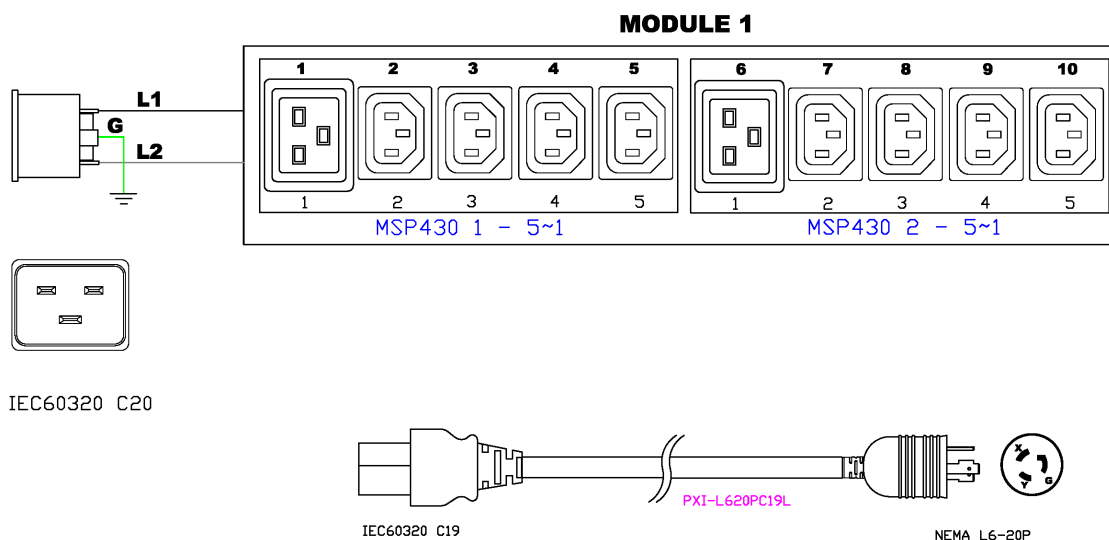 MODULE 1
1 2 3 4 5 6 7 8 9 10
L1
G
L2
1 2 3 4 5 1 2 3 4 5
MSP430 1 - 5~1 MSP430 2 - 5~1
IEC60320 C20
X
Y G
PXI-L620PC19L
IEC60320 C19 NEMA L6-20P